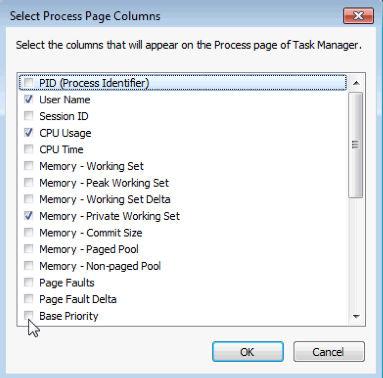 Select Process Page Columns
Select the columns that will appear on the Process page of Task Manager.
PID (Process Identifier)
User Name
Session ID
CPU Usage
CPU Time
Memory - Working Set
Memory - Peak Working Set
Memory - Working Set Delta
Memory - Private Working Set
Memory - Commit Size
Memory - Paged Pool
Memory - Non-paged Pool
Page Faults
Page Fault Delta
Base Priority
OK
Cancel